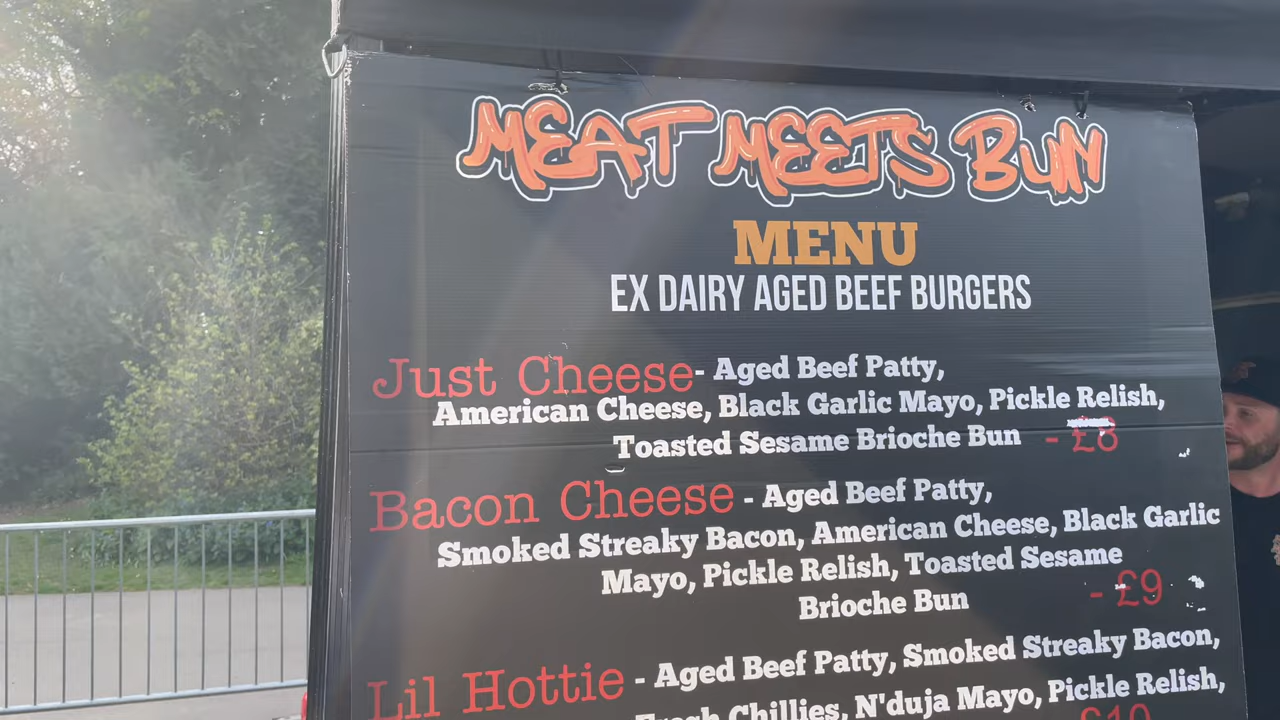 MEAT MEETS BUN
MENU
EX DAIRY AGED BEEF BURGERS
Just Cheese - Aged Beef Patty,
American Cheese, Black Garlic Mayo, Pickle Relish,
Toasted Sesame Brioche Bun - £8
Bacon Cheese - Aged Beef Patty,
Smoked Streaky Bacon, American Cheese, Black Garlic
Mayo, Pickle Relish, Toasted Sesame
Brioche Bun - £9
Lil Hottie - Aged Beef Patty, Smoked Streaky Bacon,
Fresh Chillies, N'duja Mayo, Pickle Relish,
£10